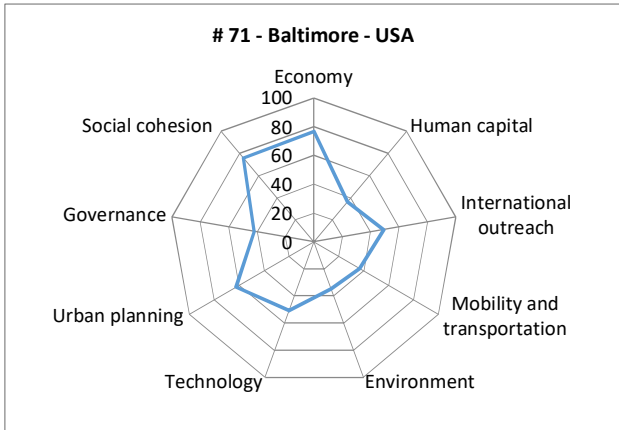 # 71 - Baltimore - USA
Economy
100
80
60
40
20
0
Human capital
International
outreach
Mobility and
transportation
Environment
Technology
Urban planning
Governance
Social cohesion